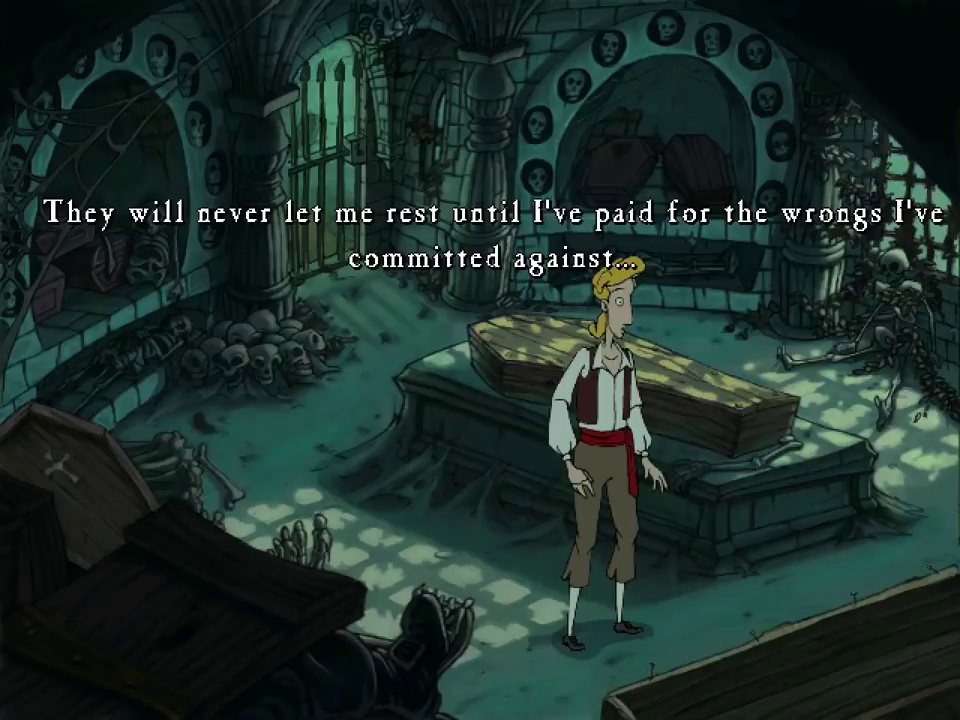 They will never let me rest until I've paid for the wrongs I've
committed against...